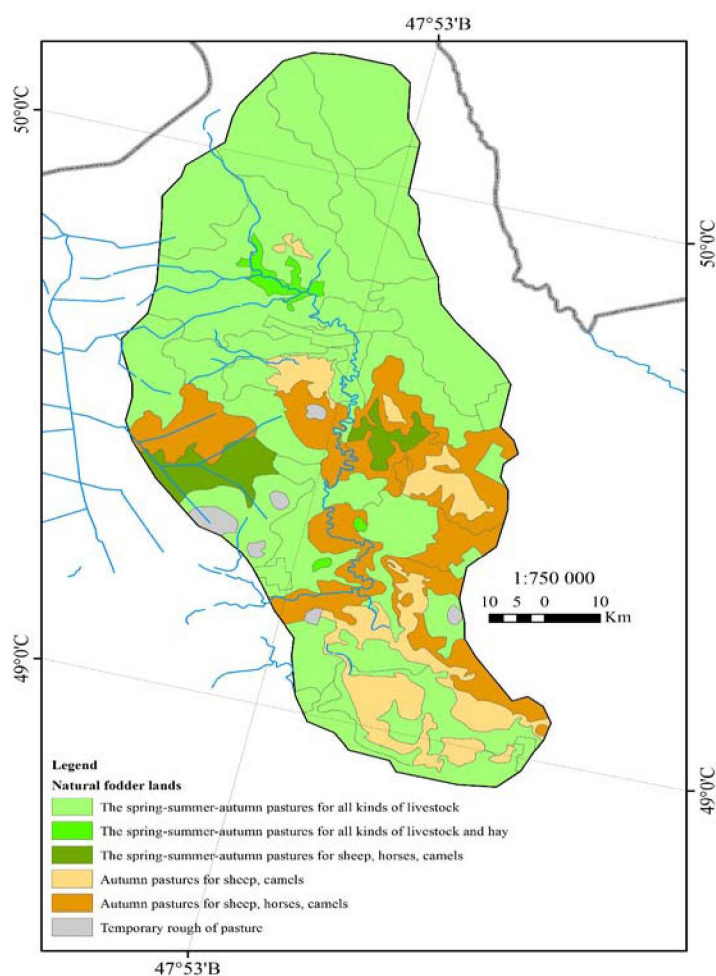 47°53'В
50°0'С
50°0'С
1:750 000
10 5 0 10
Km
49°0'С
49°0'С
Legend
Natural fodder lands
The spring-summer-autumn pastures for all kinds of livestock
The spring-summer-autumn pastures for all kinds of livestock and hay
The spring-summer-autumn pastures for sheep, horses, camels
Autumn pastures for sheep, camels
Autumn pastures for sheep, horses, camels
Temporary rough of pasture
47°53'В